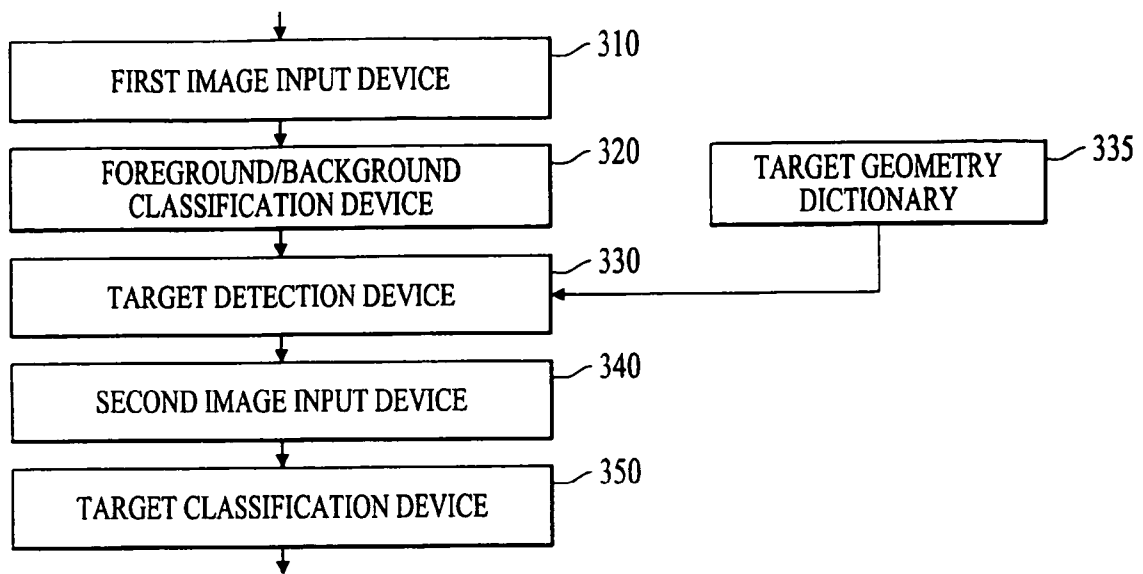 FIRST IMAGE INPUT DEVICE
310
FOREGROUND/BACKGROUND
CLASSIFICATION DEVICE
320
TARGET GEOMETRY
DICTIONARY
335
TARGET DETECTION DEVICE
330
SECOND IMAGE INPUT DEVICE
340
TARGET CLASSIFICATION DEVICE
350